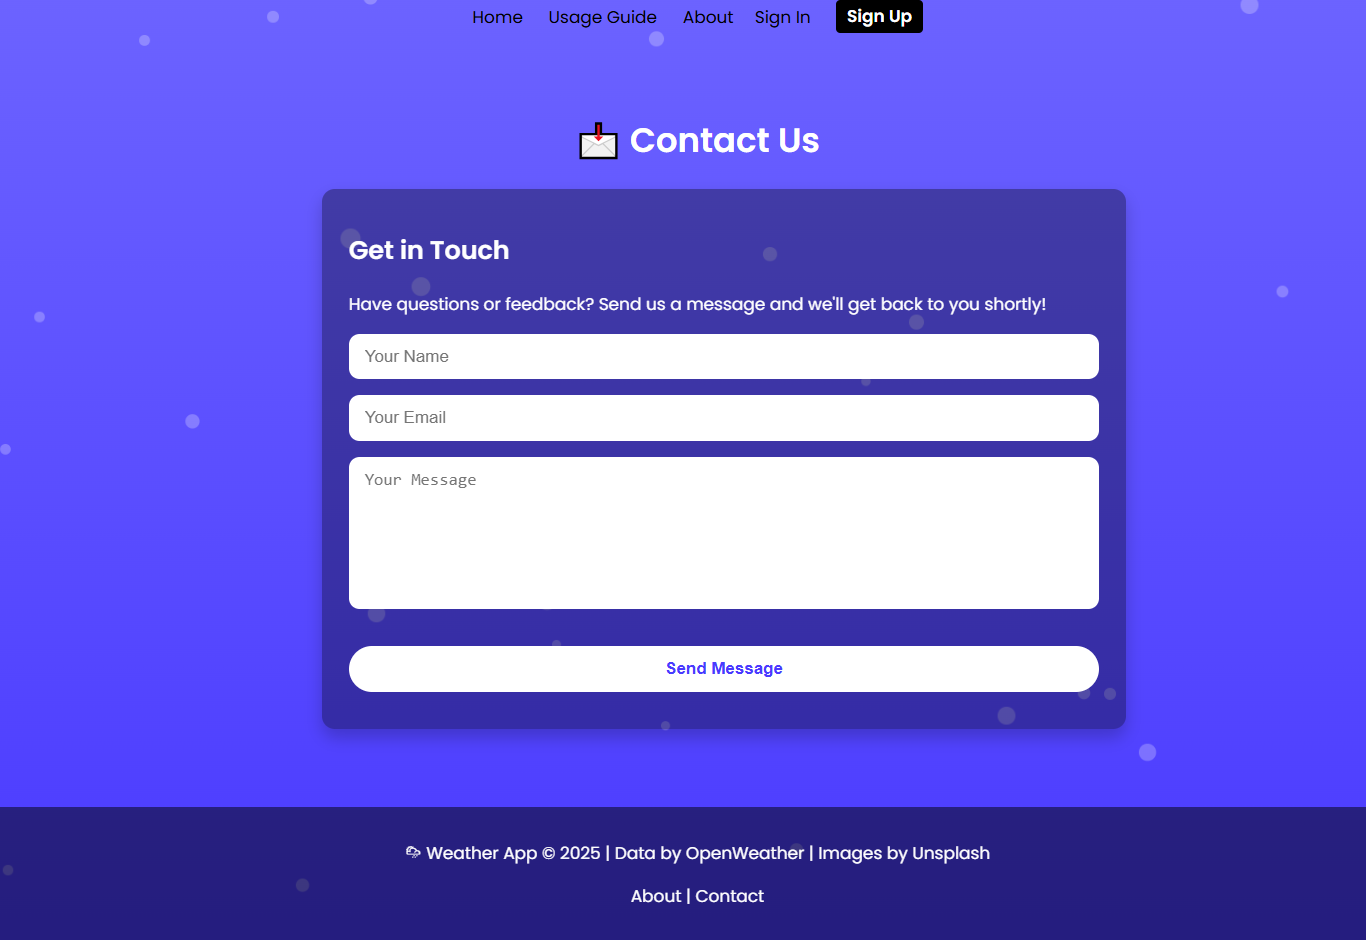 Home Usage Guide About Sign In Sign Up
Contact Us
Get in Touch
Have questions or feedback? Send us a message and we'll get back to you shortly!
Your Name
Your Email
Your Message
Send Message
Weather App © 2025 | Data by OpenWeather | Images by Unsplash
About | Contact